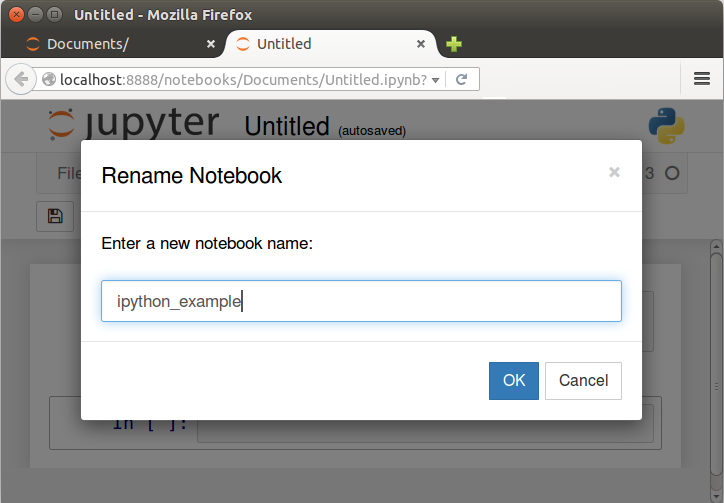 Untitled - Mozilla Firefox
Documents/
Untitled
localhost:8888/notebooks/Documents/Untitled.ipynb?
jupyter Untitled (autosaved)
File
3
Rename Notebook
Enter a new notebook name:
ipython_example
OK Cancel
In [ ]: